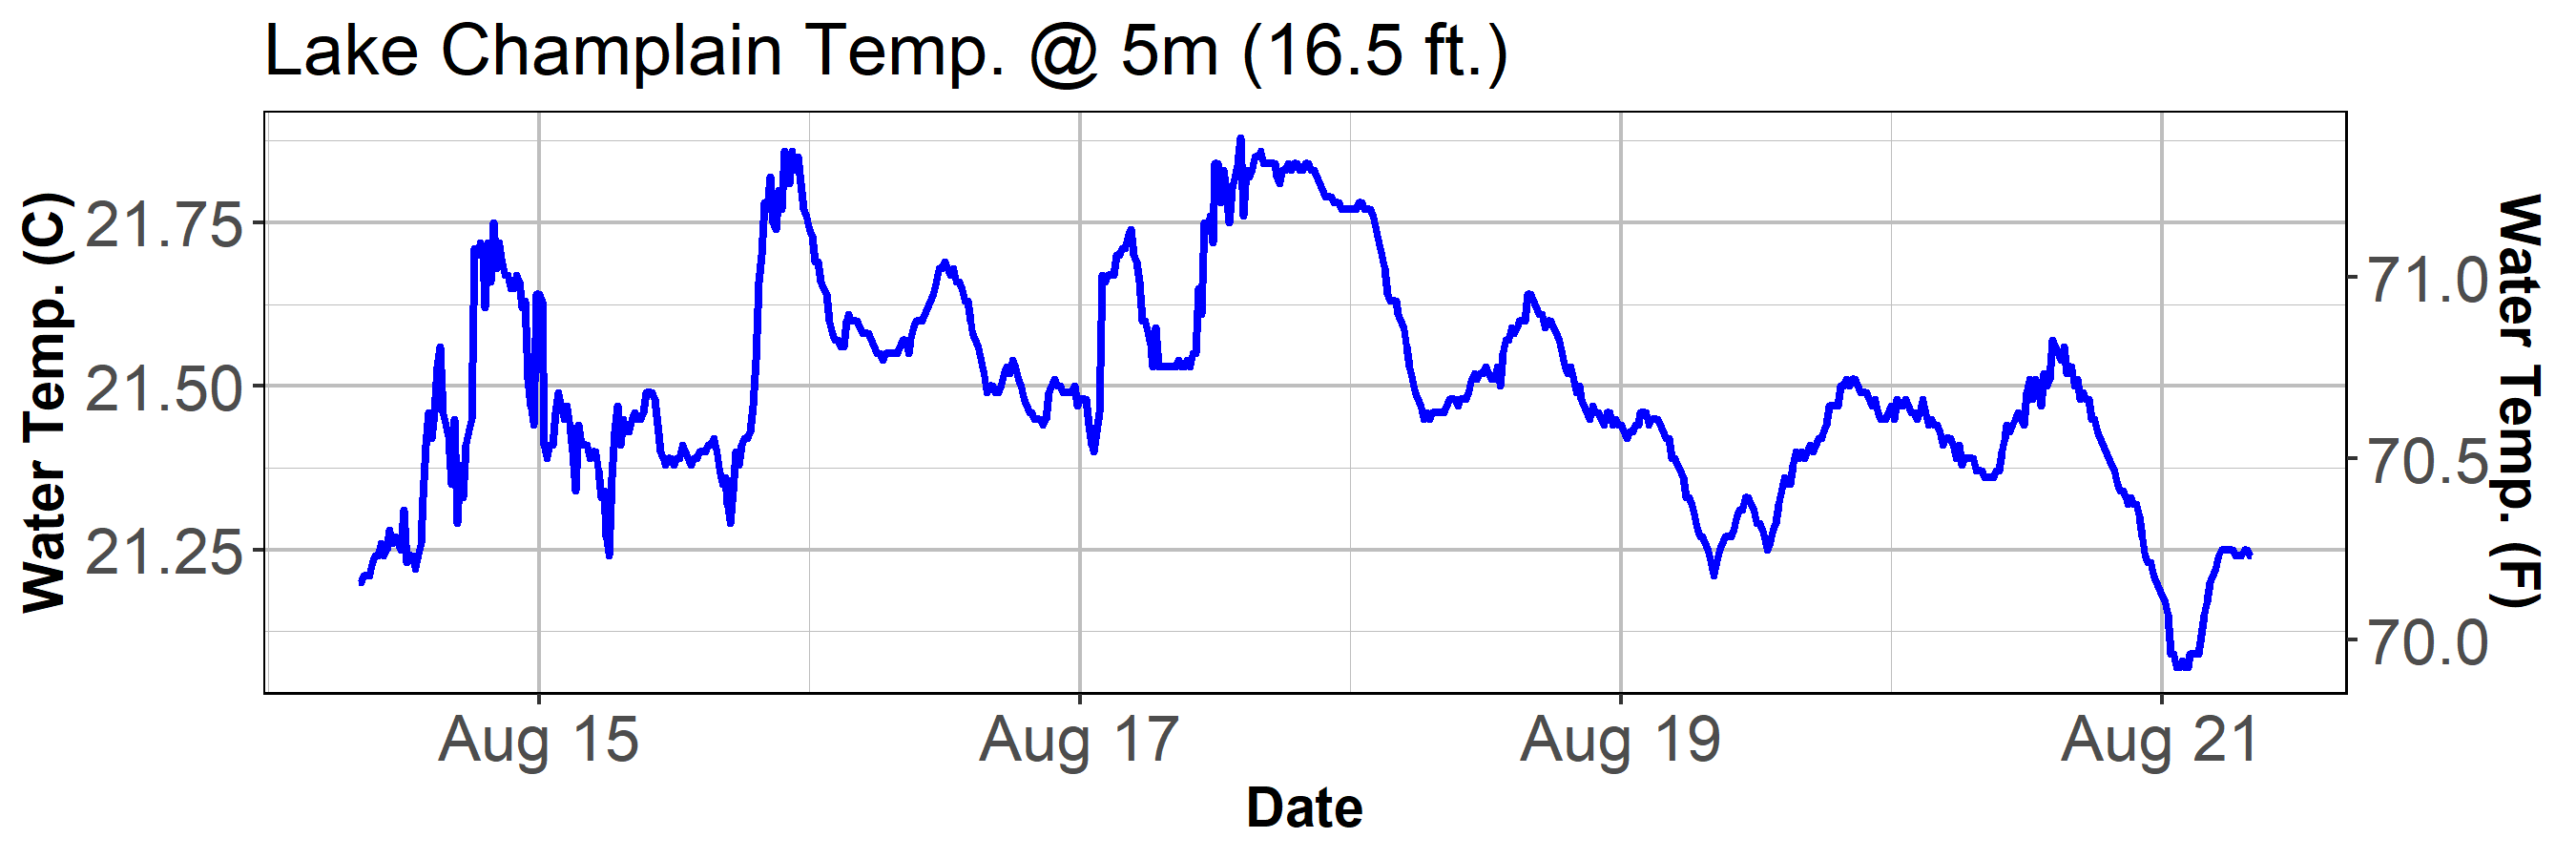 Lake Champlain Temp. @ 5m (16.5 ft.)
Water Temp. (C)
21.75
21.50
21.25
71.0
70.5
70.0
Water Temp. (F)
Aug 15 Aug 17 Aug 19 Aug 21
Date